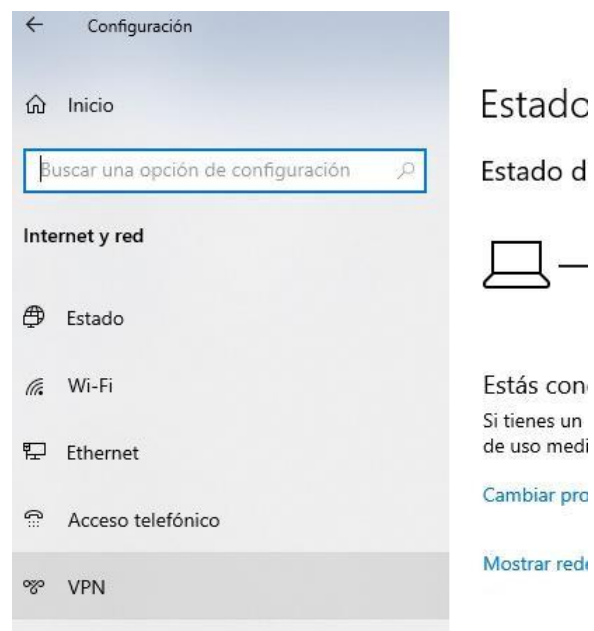 Configuración
Inicio
Buscar una opción de configuración
Internet y red
Estado
Wi-Fi
Ethernet
Acceso telefónico
VPN
Estado
Estado d
Estás con
Si tienes un
de uso medi
Cambiar pro
Mostrar rede